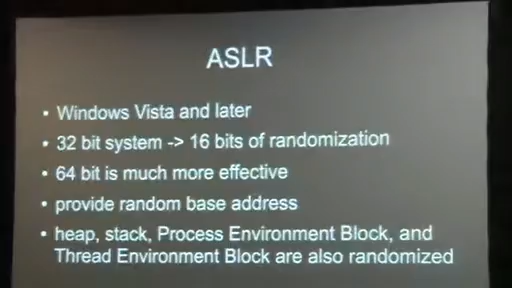 ASLR
• Windows Vista and later
• 32 bit system -> 16 bits of randomization
• 64 bit is much more effective
• provide random base address
• heap, stack, Process Environment Block, and
Thread Environment Block are also randomized